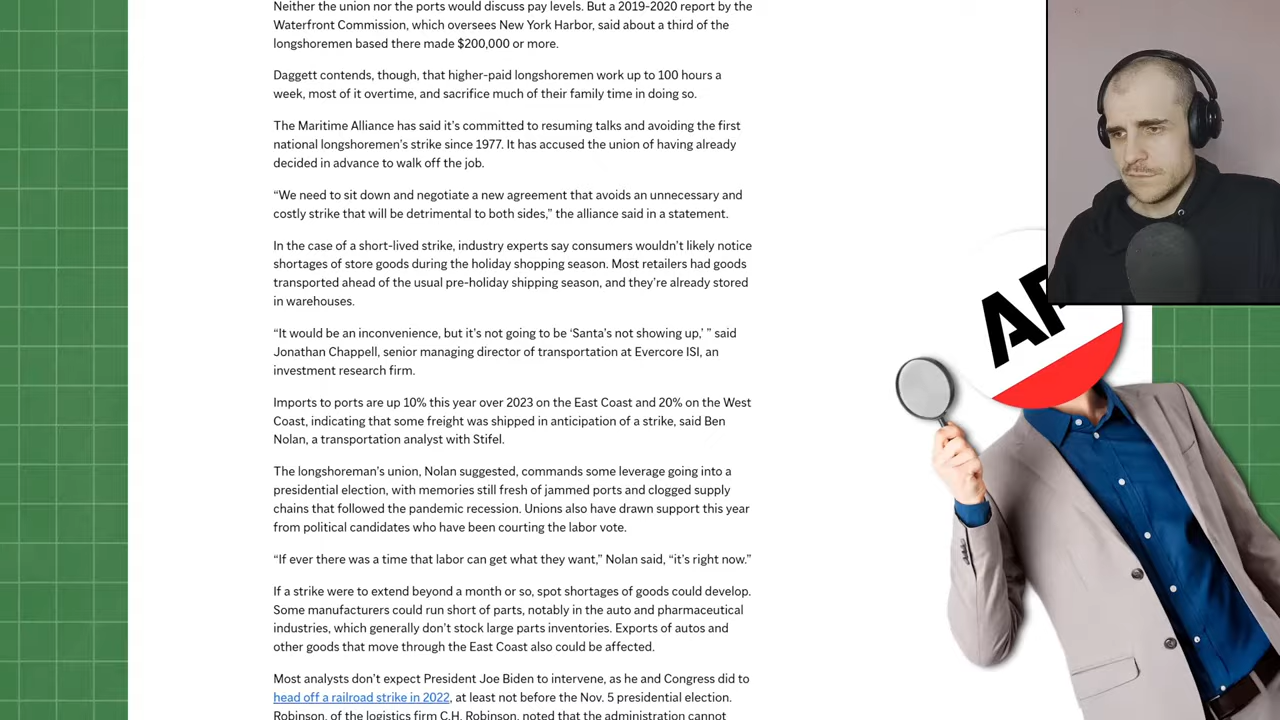 Neither the union nor the ports would discuss pay levels. But a 2019-2020 report by the
Waterfront Commission, which oversees New York Harbor, said about a third of the
longshoremen based there made $200,000 or more.
Daggett contends, though, that higher-paid longshoremen work up to 100 hours a
week, most of it overtime, and sacrifice much of their family time in doing so.
The Maritime Alliance has said it’s committed to resuming talks and avoiding the first
national longshoremen’s strike since 1977. It has accused the union of having already
decided in advance to walk off the job.
“We need to sit down and negotiate a new agreement that avoids an unnecessary and
costly strike that will be detrimental to both sides,” the alliance said in a statement.
In the case of a short-lived strike, industry experts say consumers wouldn’t likely notice
shortages of store goods during the holiday shopping season. Most retailers had goods
transported ahead of the usual pre-holiday shipping season, and they’re already stored
in warehouses.
“It would be an inconvenience, but it’s not going to be ‘Santa’s not showing up,’ ” said
Jonathan Chappell, senior managing director of transportation at Evercore ISI, an
investment research firm.
Imports to ports are up 10% this year over 2023 on the East Coast and 20% on the West
Coast, indicating that some freight was shipped in anticipation of a strike, said Ben
Nolan, a transportation analyst with Stifel.
The longshoreman’s union, Nolan suggested, commands some leverage going into a
presidential election, with memories still fresh of jammed ports and clogged supply
chains that followed the pandemic recession. Unions also have drawn support this year
from political candidates who have been courting the labor vote.
“If ever there was a time that labor can get what they want,” Nolan said, “it’s right now.”
If a strike were to extend beyond a month or so, spot shortages of goods could develop.
Some manufacturers could run short of parts, notably in the auto and pharmaceutical
industries, which generally don’t stock large parts inventories. Exports of autos and
other goods that move through the East Coast also could be affected.
Most analysts don’t expect President Joe Biden to intervene, as he and Congress did to
head off a railroad strike in 2022, at least not before the Nov. 5 presidential election.
Robinson, of the logistics firm C.H. Robinson, noted that the administration cannot
AP